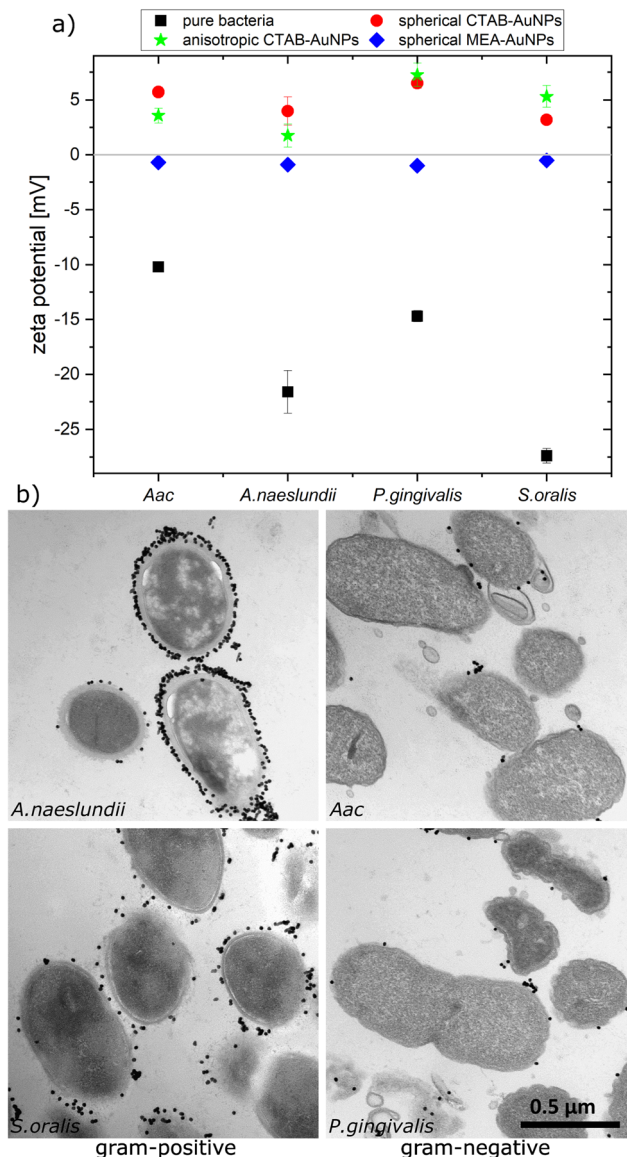 a)
pure bacteria
spherical CTAB-AuNPs
anisotropic CTAB-AuNPs
spherical MEA-AuNPs
zeta potential [mV]
5
0
-5
-10
-15
-20
-25
Aac A.naeslundii P.gingivalis S.oralis
b)
A.naeslundii
Aac
S.oralis
P.gingivalis
0.5 µm
gram-positive
gram-negative